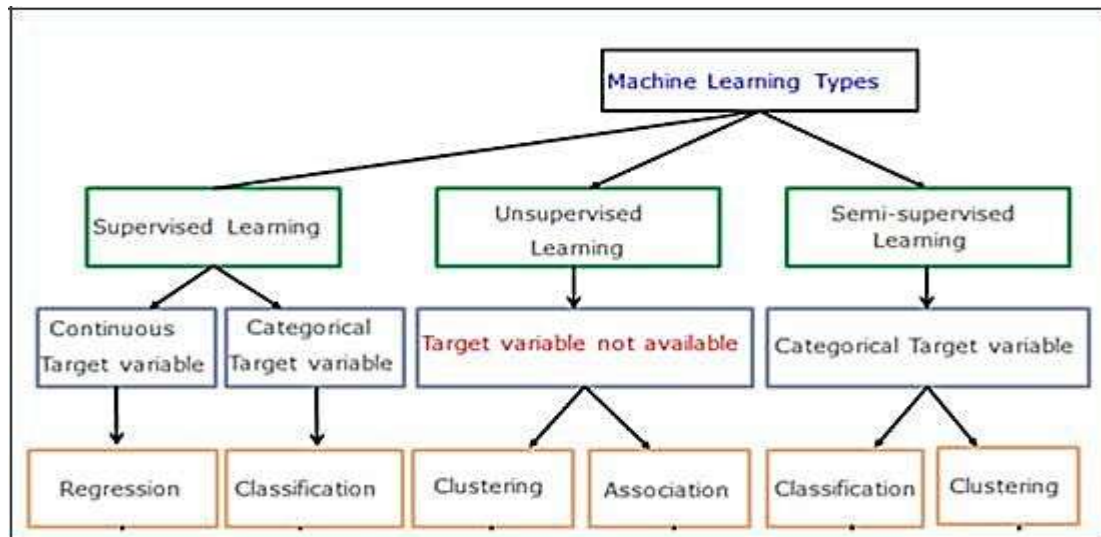 Machine Learning Types
Supervised Learning
Unsupervised
Learning
Semi-supervised
Learning
Continuous
Target variable
Categorical
Target variable
Target variable not available
Categorical Target variable
Regression
Classification
Clustering
Association
Classification
Clustering